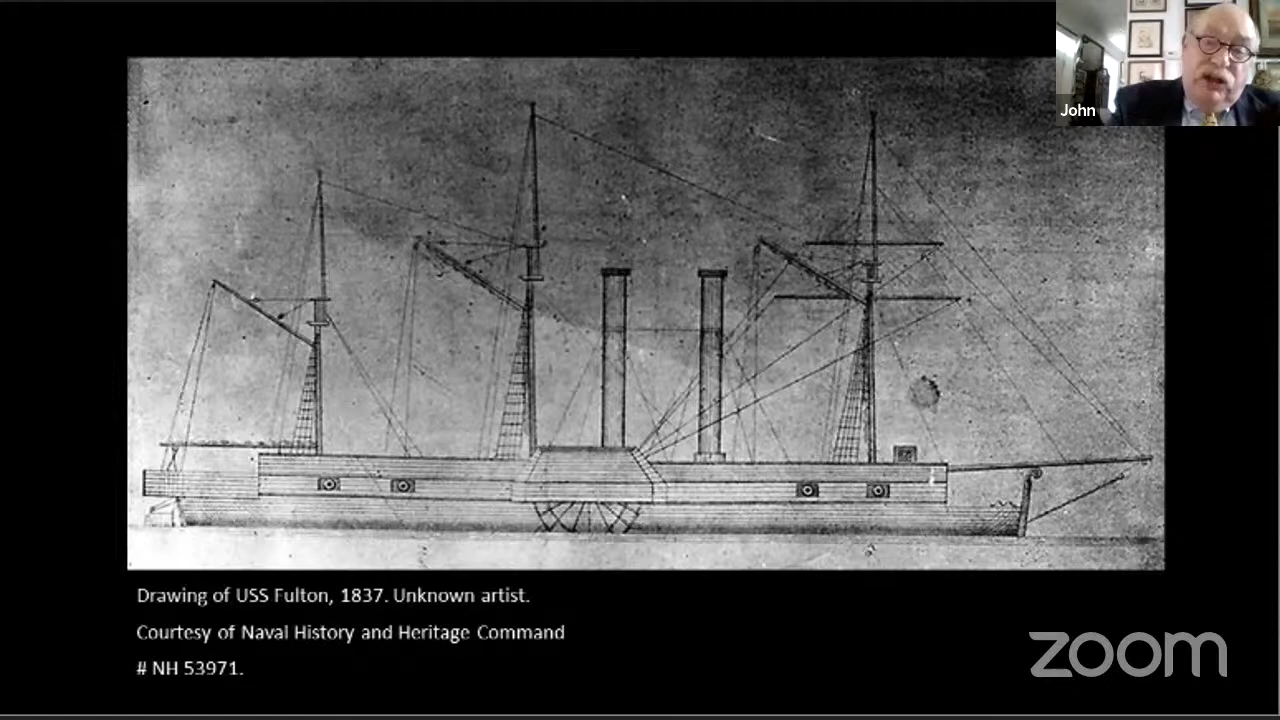 John
Drawing of USS Fulton, 1837. Unknown artist.
Courtesy of Naval History and Heritage Command
# NH 53971.
zoom